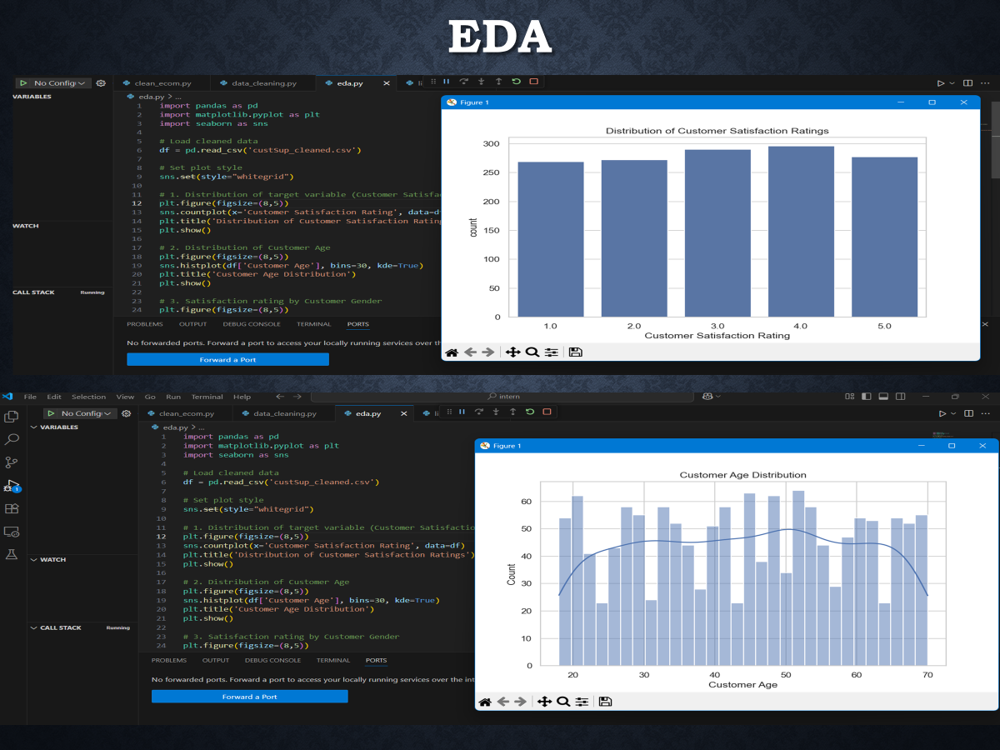 EDA
No Config
clean_ecom.py
data_cleaning.py
eda.py
li
VARIABLES
WATCH
CALL STACK
Running
eda.py > ...
1 import pandas as pd
2 import matplotlib.pyplot as plt
3 import seaborn as sns
4
5 # Load cleaned data
6 df = pd.read_csv('custSup_cleaned.csv')
7
8 # Set plot style
9 sns.set(style="whitegrid")
10
11 # 1. Distribution of target variable (Customer Satisfa
12 plt.figure(figsize=(8,5))
13 sns.countplot(x='Customer Satisfaction Rating', data=d
14 plt.title('Distribution of Customer Satisfaction Rating
15 plt.show()
16
17 # 2. Distribution of Customer Age
18 plt.figure(figsize=(8,5))
19 sns.histplot(df['Customer Age'], bins=30, kde=True)
20 plt.title('Customer Age Distribution')
21 plt.show()
22
23 # 3. Satisfaction rating by Customer Gender
24 plt.figure(figsize=(8,5))
PROBLEMS OUTPUT DEBUG CONSOLE TERMINAL PORTS
No forwarded ports. Forward a port to access your locally running services over th
Forward a Port
Figure 1
Distribution of Customer Satisfaction Ratings
300
250
200
150
100
50
0
count
1.0 2.0 3.0 4.0 5.0
Customer Satisfaction Rating
File Edit Selection View Go Run Terminal Help
intern
No Config
clean_ecom.py
data_cleaning.py
eda.py
li
VARIABLES
1
WATCH
CALL STACK
Running
eda.py > ...
1 import pandas as pd
2 import matplotlib.pyplot as plt
3 import seaborn as sns
4
5 # Load cleaned data
6 df = pd.read_csv('custSup_cleaned.csv')
7
8 # Set plot style
9 sns.set(style="whitegrid")
10
11 # 1. Distribution of target variable (Customer Satisfactio
12 plt.figure(figsize=(8,5))
13 sns.countplot(x='Customer Satisfaction Rating', data=df)
14 plt.title('Distribution of Customer Satisfaction Ratings')
15 plt.show()
16
17 # 2. Distribution of Customer Age
18 plt.figure(figsize=(8,5))
19 sns.histplot(df['Customer Age'], bins=30, kde=True)
20 plt.title('Customer Age Distribution')
21 plt.show()
22
23 # 3. Satisfaction rating by Customer Gender
24 plt.figure(figsize=(8,5))
PROBLEMS OUTPUT DEBUG CONSOLE TERMINAL PORTS
No forwarded ports. Forward a port to access your locally running services over the int
Forward a Port
Figure 1
Customer Age Distribution
60
50
40
30
20
10
0
Count
20 30 40 50 60 70
Customer Age